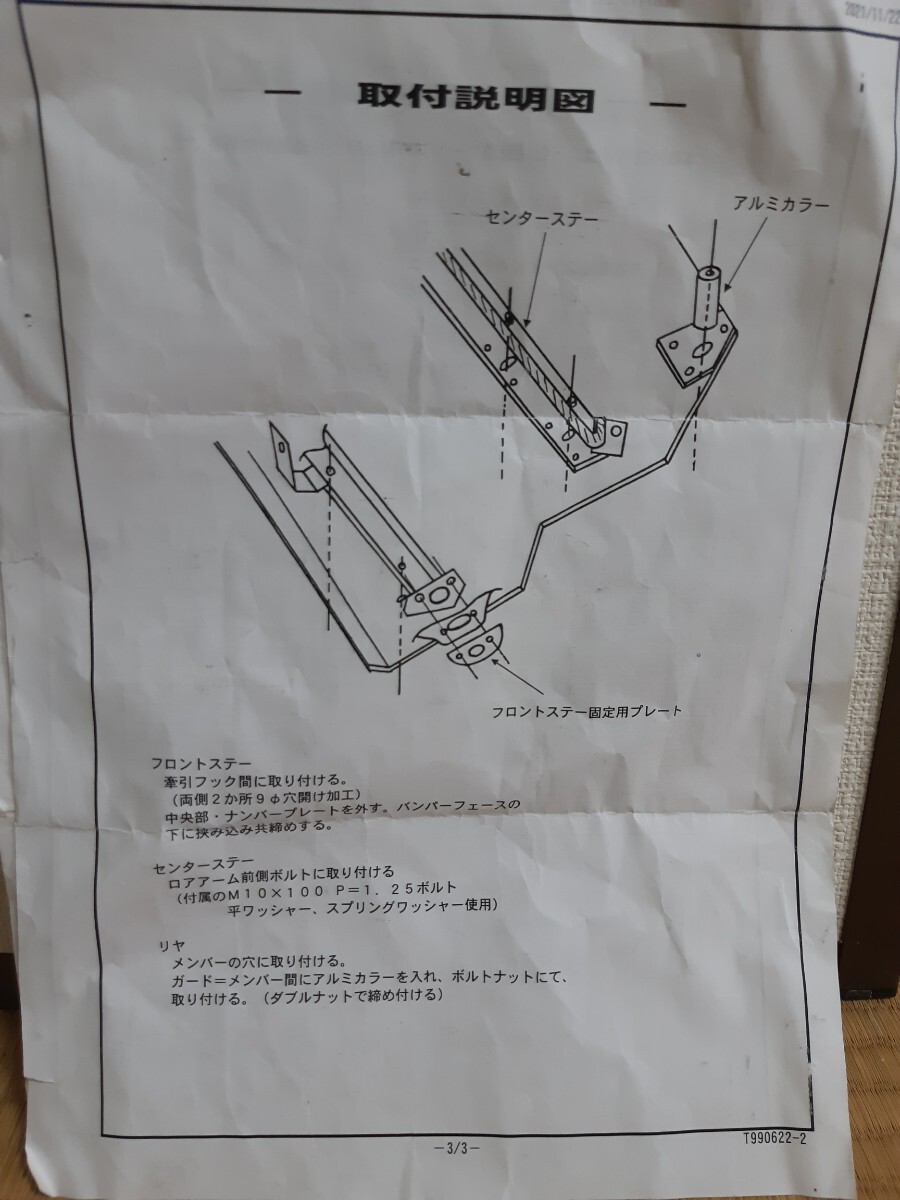 2021/11/22
― 取付説明図 ―
センターステー
アルミカラー
フロントステー固定用プレート
フロントステー
牽引フック間に取り付ける。
（両側２か所９φ穴開け加工）
中央部・ナンバープレートを外す。バンパーフェースの
下に挟み込み共締めする。
センターステー
ロアアーム前側ボルトに取り付ける
（付属のＭ１０×１００ Ｐ＝１．２５ボルト
平ワッシャー、スプリングワッシャー使用）
リヤ
メンバーの穴に取り付ける。
ガード＝メンバー間にアルミカラーを入れ、ボルトナットにて、
取り付ける。（ダブルナットで締め付ける）
－3/3－
T990622-2